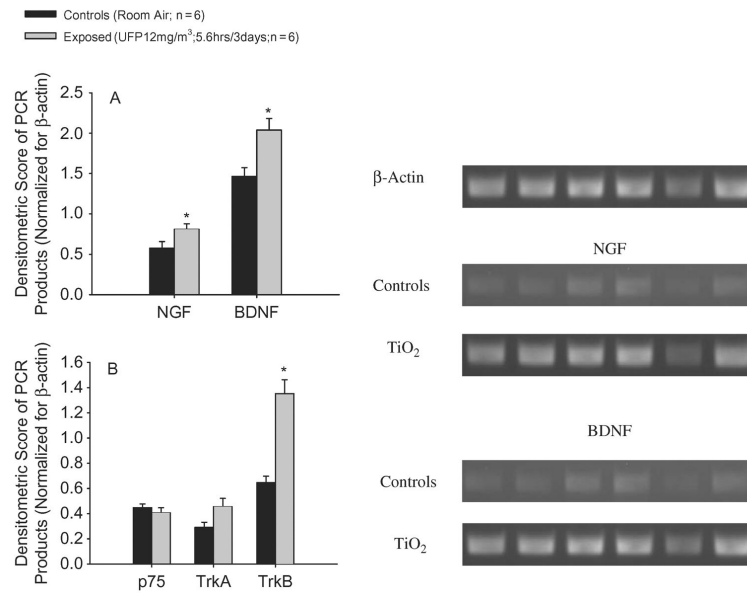 Controls (Room Air; n=6)
Exposed (UFP12mg/m³;5.6hrs/3days;n=6)
A
Densitometric Score of PCR
Products (Normalized for β-actin)
2.5
2.0
1.5
1.0
0.5
0.0
*
*
NGF BDNF
B
Densitometric Score of PCR
Products (Normalized for β-actin)
1.6
1.4
1.2
1.0
0.8
0.6
0.4
0.2
0.0
*
p75 TrkA TrkB
β-Actin
NGF
Controls
TiO₂
BDNF
Controls
TiO₂